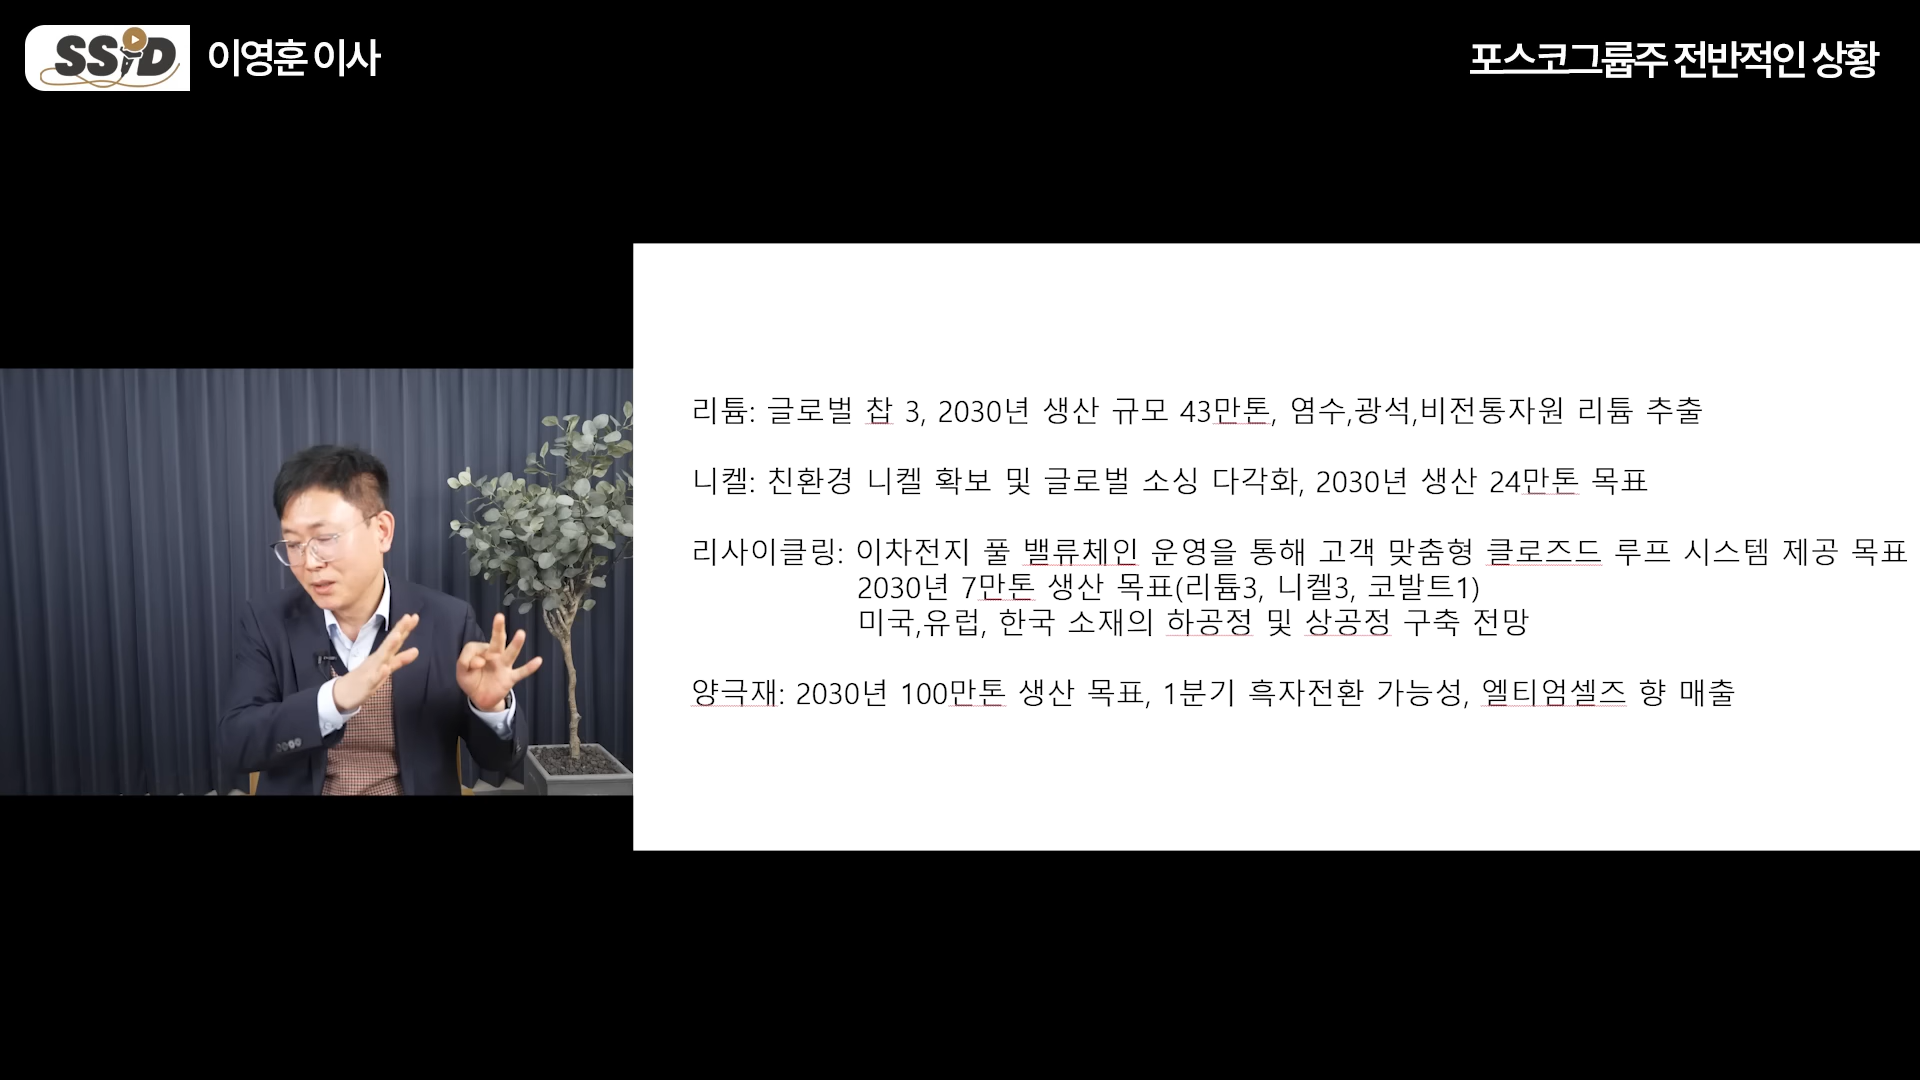 SSiD 이영훈 이사
포스코그룹주 전반적인 상황
리튬: 글로벌 찹 3, 2030년 생산 규모 43만톤, 염수,광석,비전통자원 리튬 추출
니켈: 친환경 니켈 확보 및 글로벌 소싱 다각화, 2030년 생산 24만톤 목표
리사이클링: 이차전지 풀 밸류체인 운영을 통해 고객 맞춤형 클로즈드 루프 시스템 제공 목표
2030년 7만톤 생산 목표(리튬3, 니켈3, 코발트1)
미국,유럽, 한국 소재의 하공정 및 상공정 구축 전망
양극재: 2030년 100만톤 생산 목표, 1분기 흑자전환 가능성, 엘티엄셀즈 향 매출